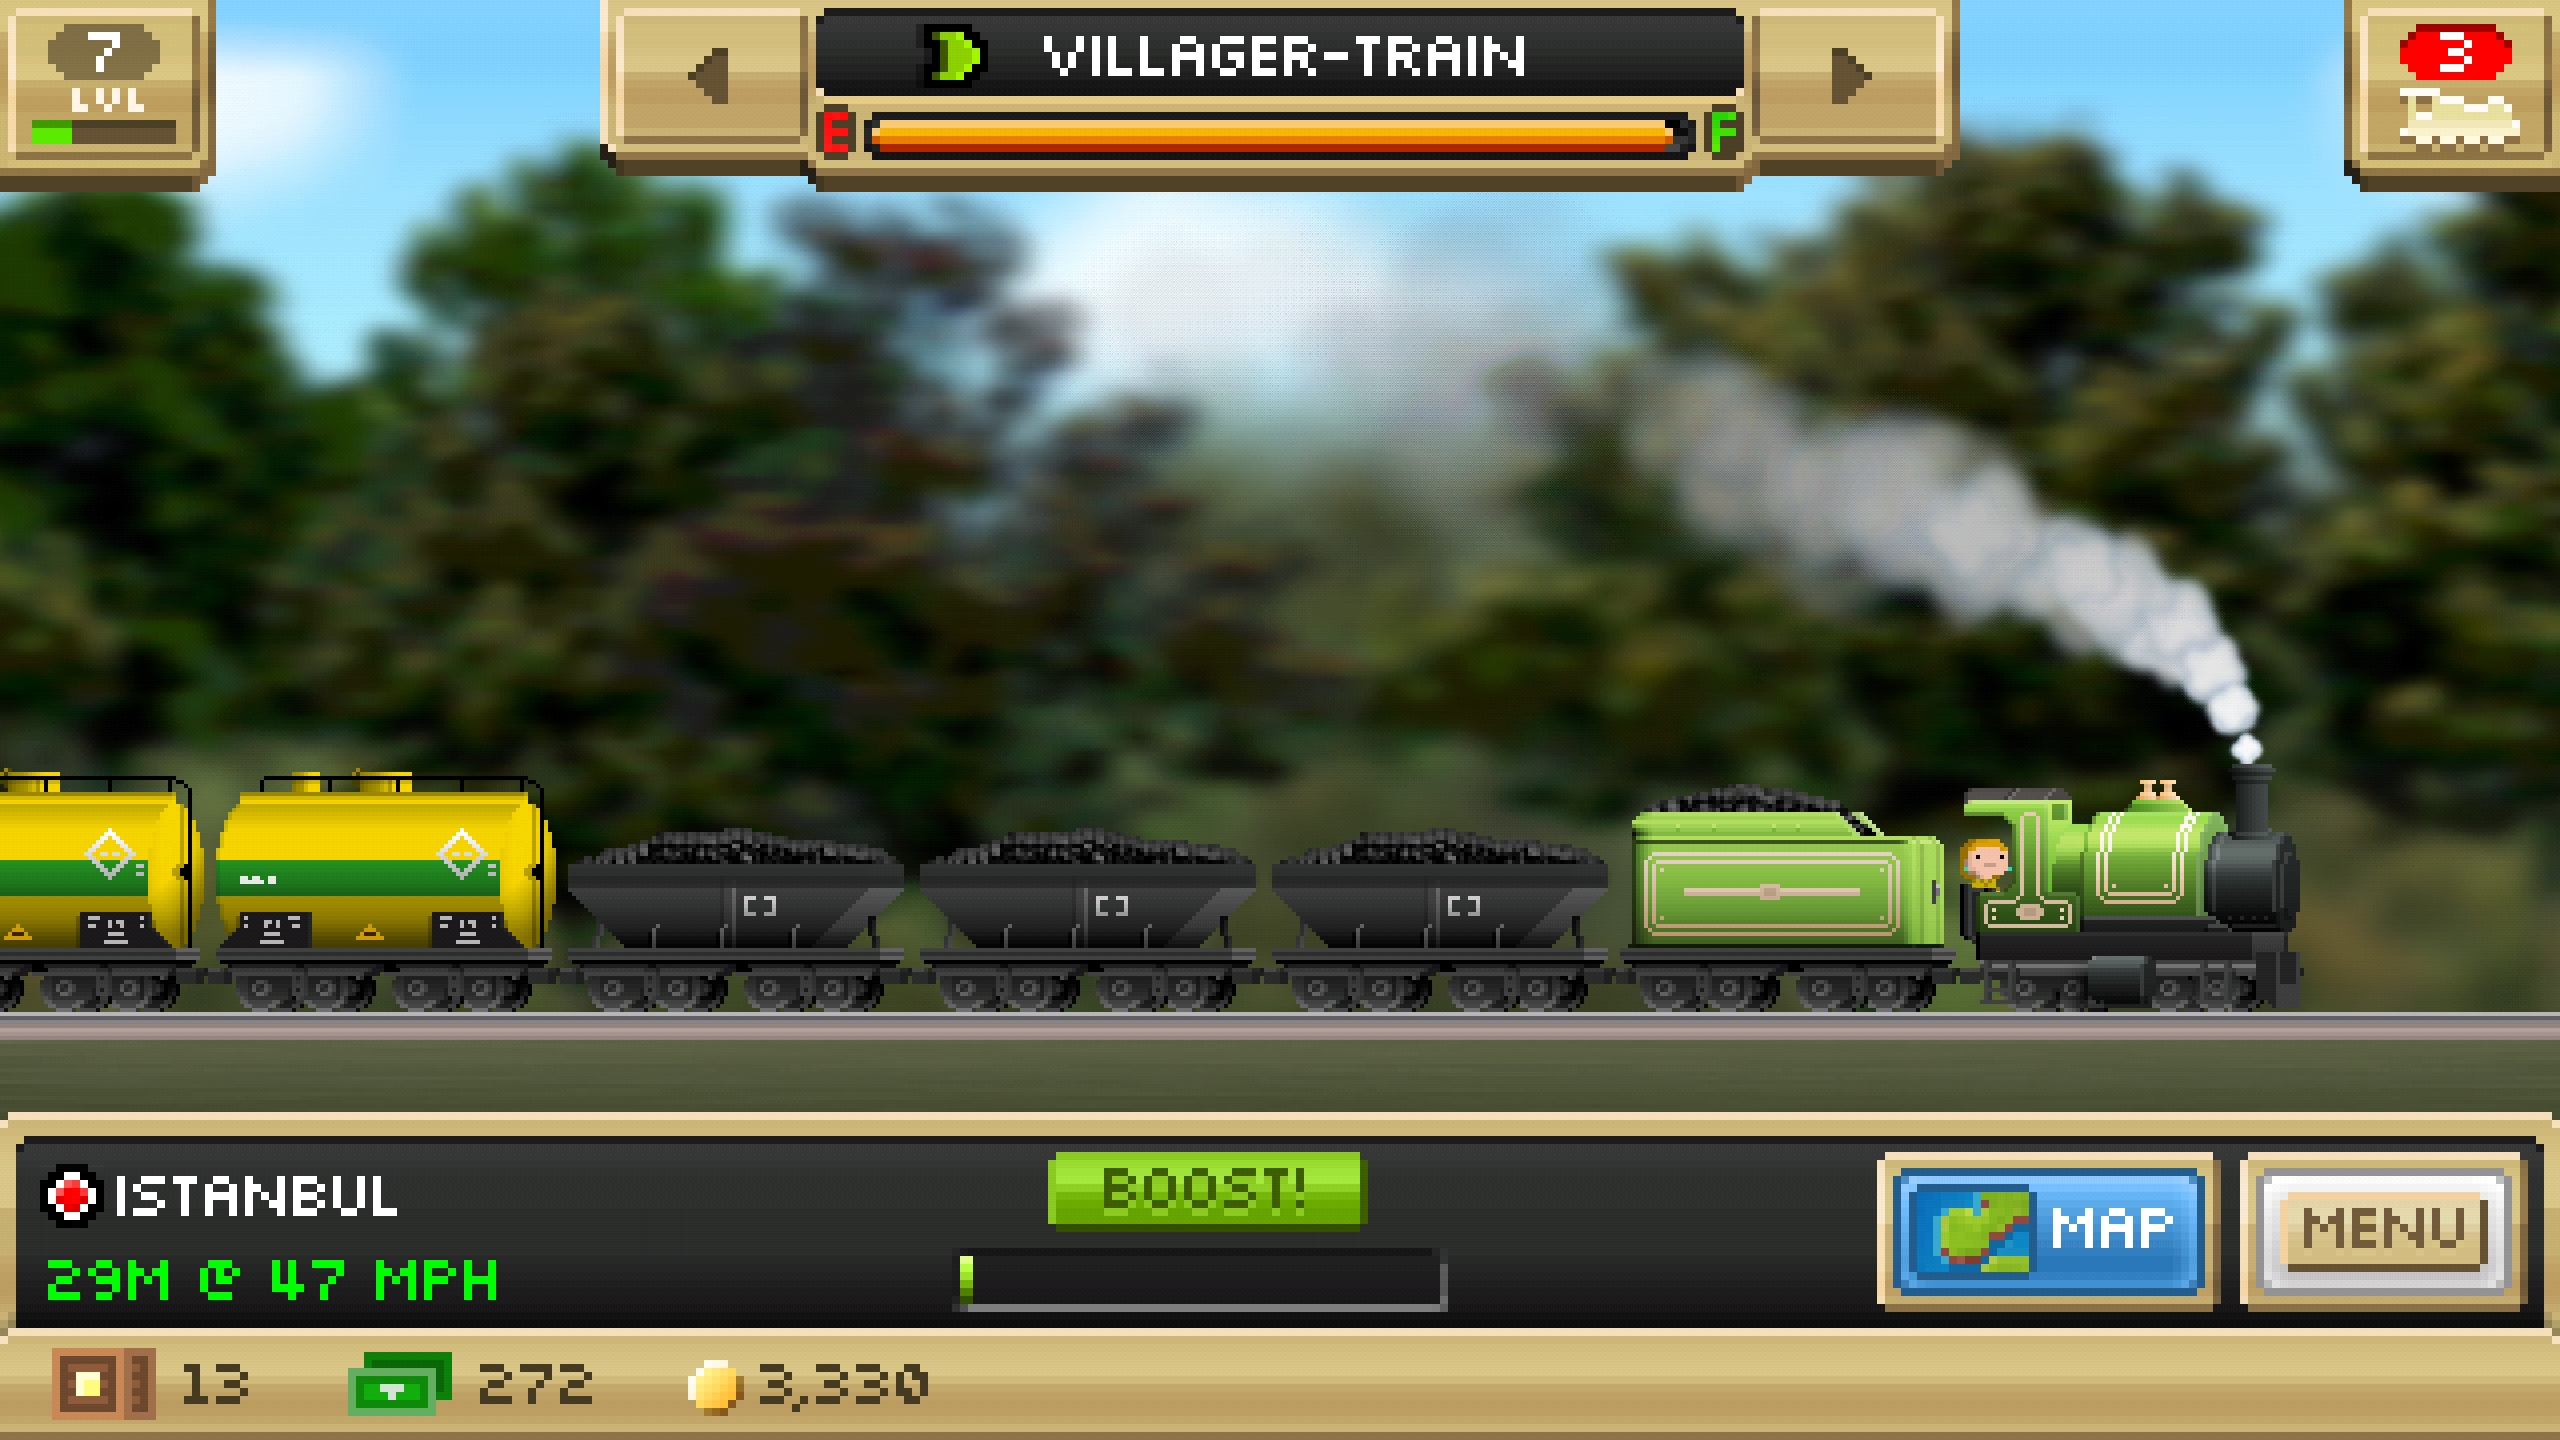 7
LVL
VILLAGER-TRAIN
E F
3
ISTANBUL
BOOST!
29M @ 47 MPH
MAP
MENU
13
272
3,330